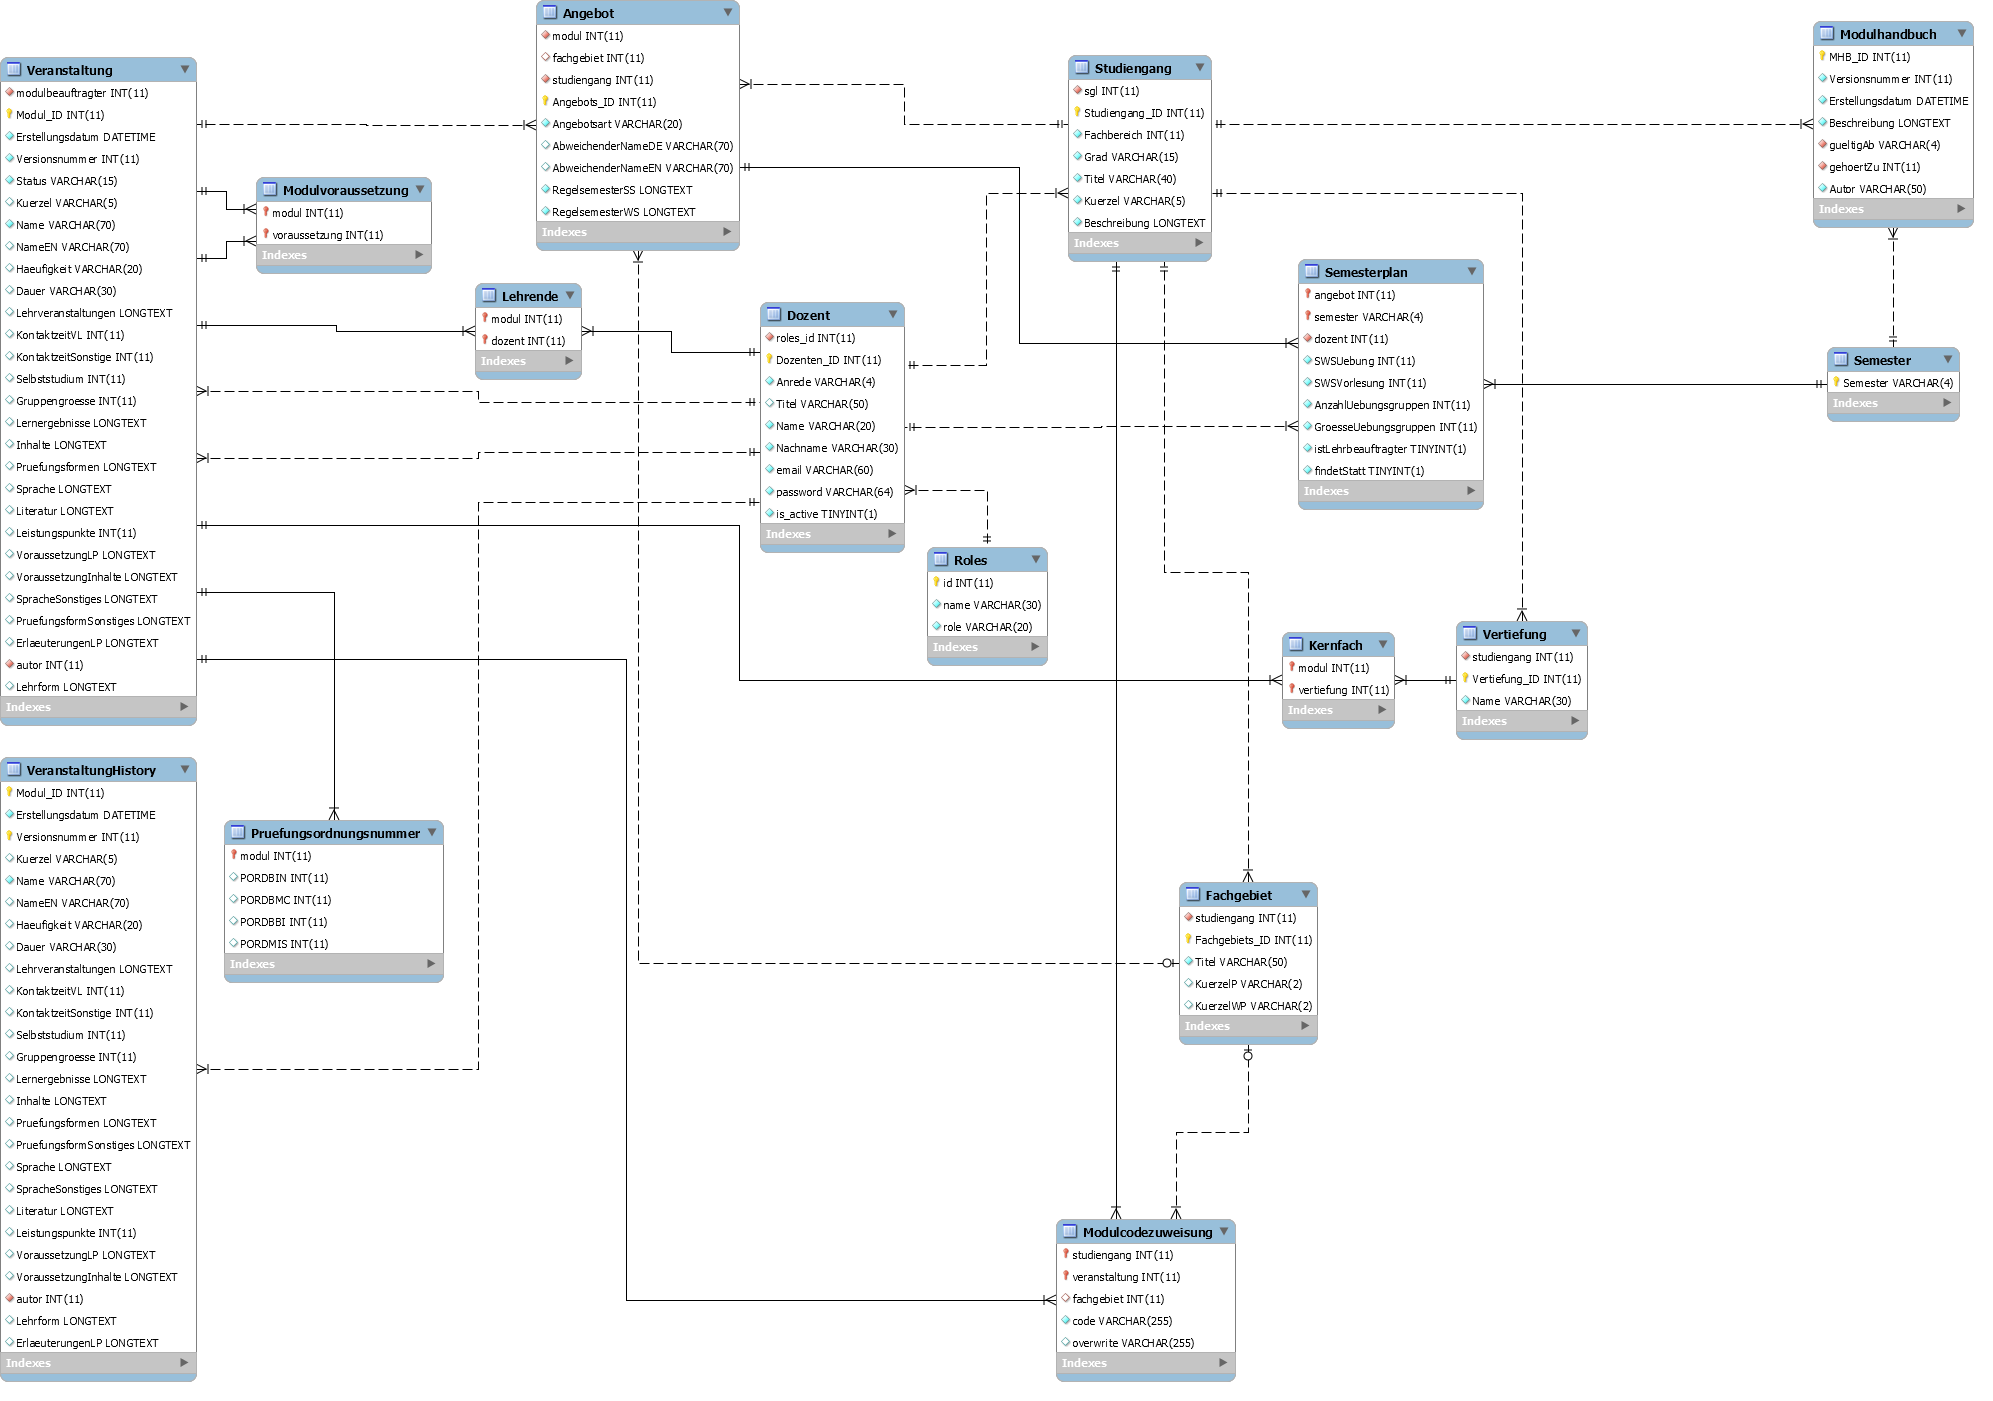 Angebot
modul INT(11)
fachgebiet INT(11)
studiengang INT(11)
Angebots_ID INT(11)
Angebotsart VARCHAR(20)
AbweichenderNameDE VARCHAR(70)
AbweichenderNameEN VARCHAR(70)
RegelsemesterSS LONGTEXT
RegelsemesterWS LONGTEXT
Indexes
Modulhandbuch
MHB_ID INT(11)
Versionsnummer INT(11)
Erstellungsdatum DATETIME
Beschreibung LONGTEXT
gueltigAb VARCHAR(4)
gehoertZu INT(11)
Autor VARCHAR(50)
Indexes
Studiengang
sgl INT(11)
Studiengang_ID INT(11)
Fachbereich INT(11)
Grad VARCHAR(15)
Titel VARCHAR(40)
Kuerzel VARCHAR(5)
Beschreibung LONGTEXT
Indexes
Veranstaltung
modulbeauftragter INT(11)
Modul_ID INT(11)
Erstellungsdatum DATETIME
Versionsnummer INT(11)
Status VARCHAR(15)
Kuerzel VARCHAR(5)
Name VARCHAR(70)
NameEN VARCHAR(70)
Haeufigkeit VARCHAR(20)
Dauer VARCHAR(30)
Lehrveranstaltungen LONGTEXT
KontaktzeitVL INT(11)
KontaktzeitSonstige INT(11)
Selbststudium INT(11)
Gruppengroesse INT(11)
Lernergebnisse LONGTEXT
Inhalte LONGTEXT
Pruefungsformen LONGTEXT
Sprache LONGTEXT
Literatur LONGTEXT
Leistungspunkte INT(11)
VoraussetzungLP LONGTEXT
VoraussetzungInhalte LONGTEXT
SpracheSonstiges LONGTEXT
PruefungsformSonstiges LONGTEXT
ErlaeuterungenLP LONGTEXT
autor INT(11)
Lehrform LONGTEXT
Indexes
Modulvoraussetzung
modul INT(11)
voraussetzung INT(11)
Indexes
Lehrende
modul INT(11)
dozent INT(11)
Indexes
Dozent
roles_id INT(11)
Dozenten_ID INT(11)
Anrede VARCHAR(4)
Titel VARCHAR(50)
Name VARCHAR(20)
Nachname VARCHAR(30)
email VARCHAR(60)
password VARCHAR(64)
is_active TINYINT(1)
Indexes
Semesterplan
angebot INT(11)
semester VARCHAR(4)
dozent INT(11)
SWSUebung INT(11)
SWSVorlesung INT(11)
AnzahlUebungsgruppen INT(11)
GroesseUebungsgruppen INT(11)
istLehrbeauftragter TINYINT(1)
findetStatt TINYINT(1)
Indexes
Semester
Semester VARCHAR(4)
Indexes
Roles
id INT(11)
name VARCHAR(30)
role VARCHAR(20)
Indexes
Kernfach
modul INT(11)
vertiefung INT(11)
Indexes
Vertiefung
studiengang INT(11)
Vertiefung_ID INT(11)
Name VARCHAR(30)
Indexes
VeranstaltungHistory
Modul_ID INT(11)
Erstellungsdatum DATETIME
Versionsnummer INT(11)
Kuerzel VARCHAR(5)
Name VARCHAR(70)
NameEN VARCHAR(70)
Haeufigkeit VARCHAR(20)
Dauer VARCHAR(30)
Lehrveranstaltungen LONGTEXT
KontaktzeitVL INT(11)
KontaktzeitSonstige INT(11)
Selbststudium INT(11)
Gruppengroesse INT(11)
Lernergebnisse LONGTEXT
Inhalte LONGTEXT
Pruefungsformen LONGTEXT
PruefungsformSonstiges LONGTEXT
Sprache LONGTEXT
SpracheSonstiges LONGTEXT
Literatur LONGTEXT
Leistungspunkte INT(11)
VoraussetzungLP LONGTEXT
VoraussetzungInhalte LONGTEXT
autor INT(11)
Lehrform LONGTEXT
ErlaeuterungenLP LONGTEXT
Indexes
Pruefungsordnungsnummer
modul INT(11)
PORDBIN INT(11)
PORDBMC INT(11)
PORDBBI INT(11)
PORDMIS INT(11)
Indexes
Fachgebiet
studiengang INT(11)
Fachgebiets_ID INT(11)
Titel VARCHAR(50)
KuerzelP VARCHAR(2)
KuerzelWP VARCHAR(2)
Indexes
Modulcodezuweisung
studiengang INT(11)
veranstaltung INT(11)
fachgebiet INT(11)
code VARCHAR(255)
overwrite VARCHAR(255)
Indexes